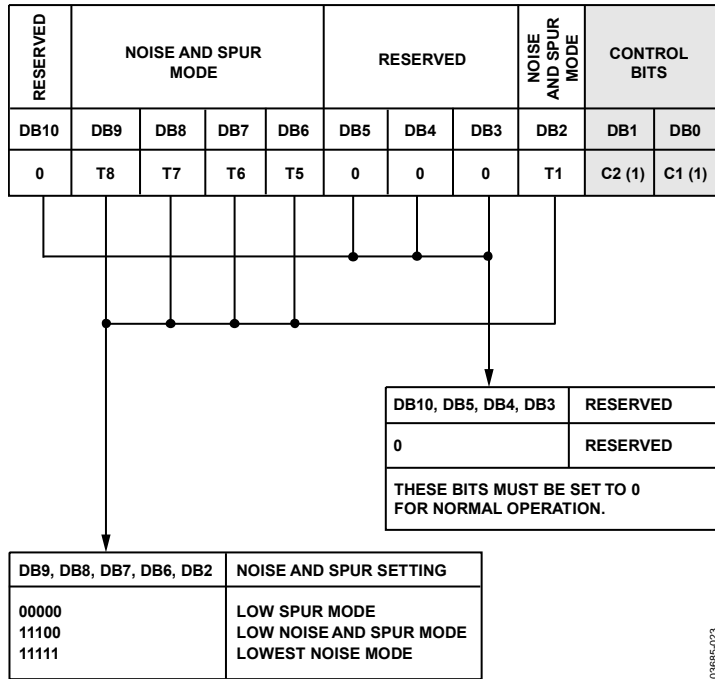 RESERVED
NOISE AND SPUR
MODE
RESERVED
NOISE
AND SPUR
MODE
CONTROL
BITS
DB10 DB9 DB8 DB7 DB6 DB5 DB4 DB3 DB2 DB1 DB0
0 T8 T7 T6 T5 0 0 0 T1 C2 (1) C1 (1)
DB10, DB5, DB4, DB3 RESERVED
0 RESERVED
THESE BITS MUST BE SET TO 0
FOR NORMAL OPERATION.
DB9, DB8, DB7, DB6, DB2 NOISE AND SPUR SETTING
00000 LOW SPUR MODE
11100 LOW NOISE AND SPUR MODE
11111 LOWEST NOISE MODE
03685-023